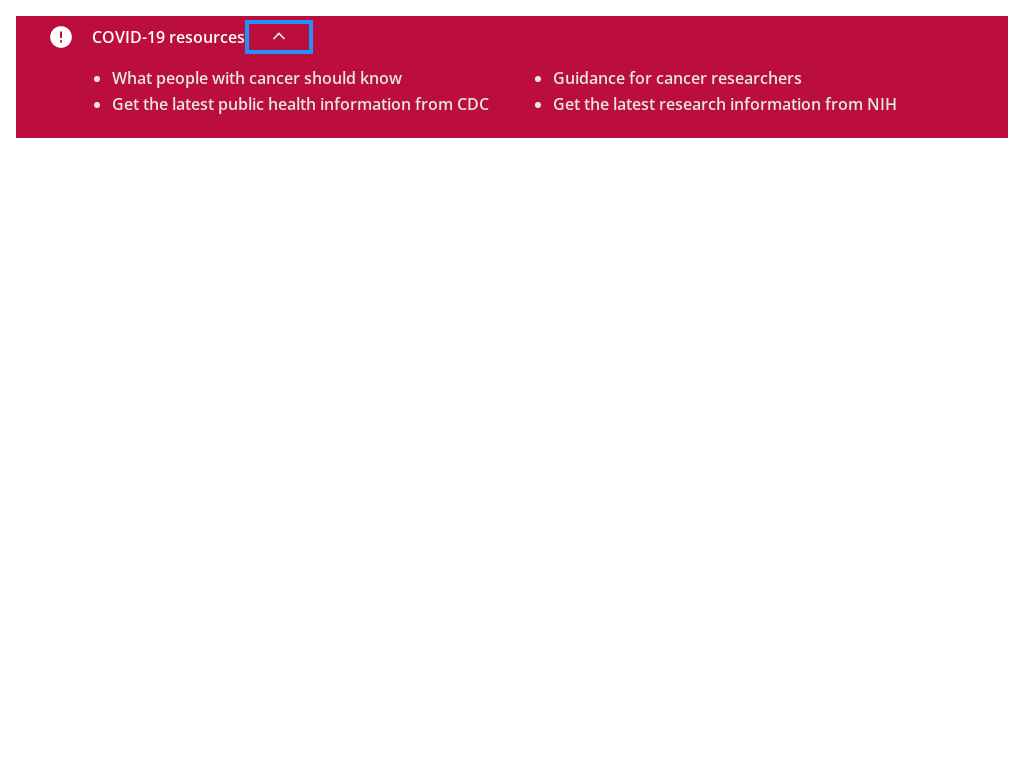 COVID-19 resources
What people with cancer should know
Get the latest public health information from CDC
Guidance for cancer researchers
Get the latest research information from NIH